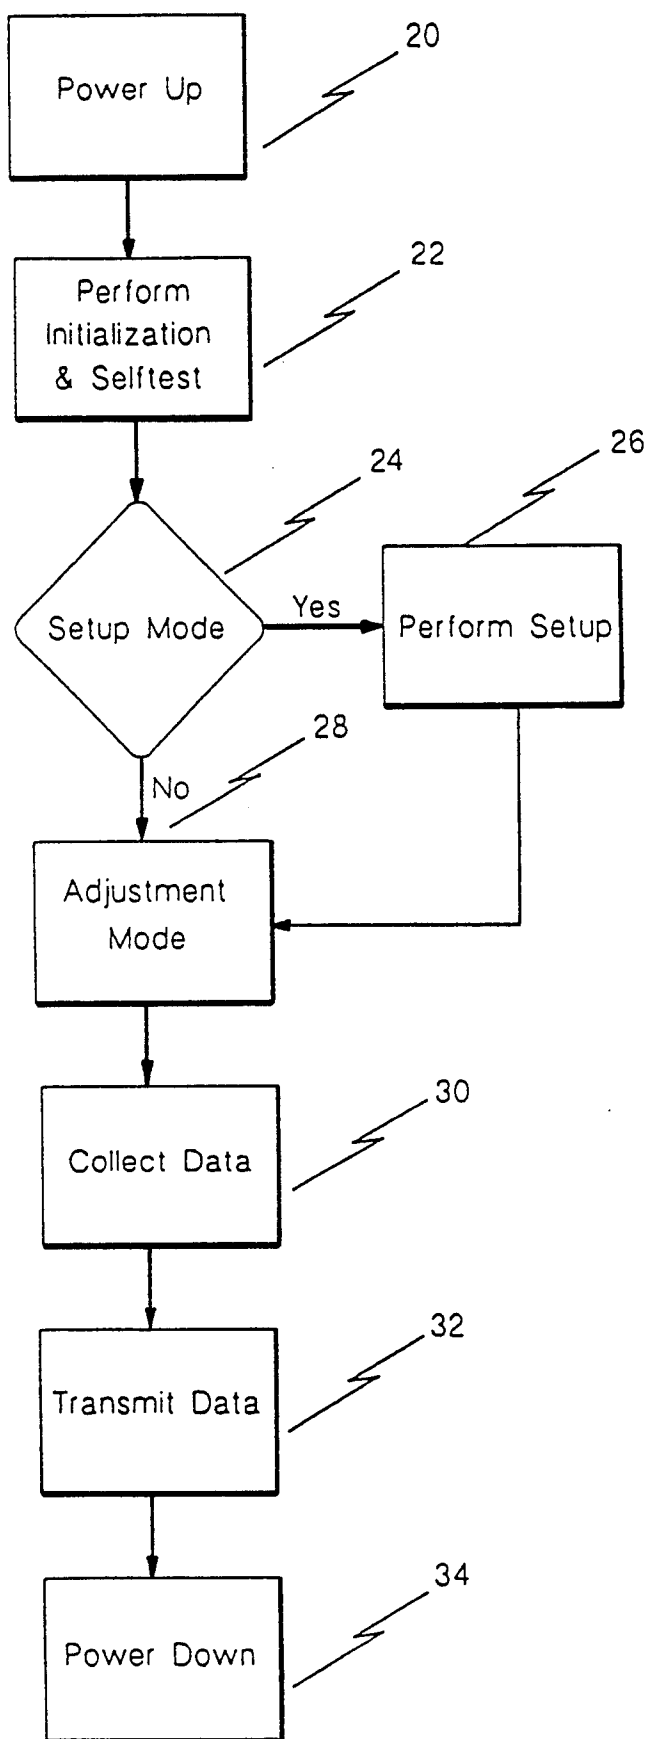 20
Power Up
22
Perform
Initialization
& Selftest
24
26
Setup Mode
Yes
Perform Setup
28
No
Adjustment
Mode
30
Collect Data
32
Transmit Data
34
Power Down